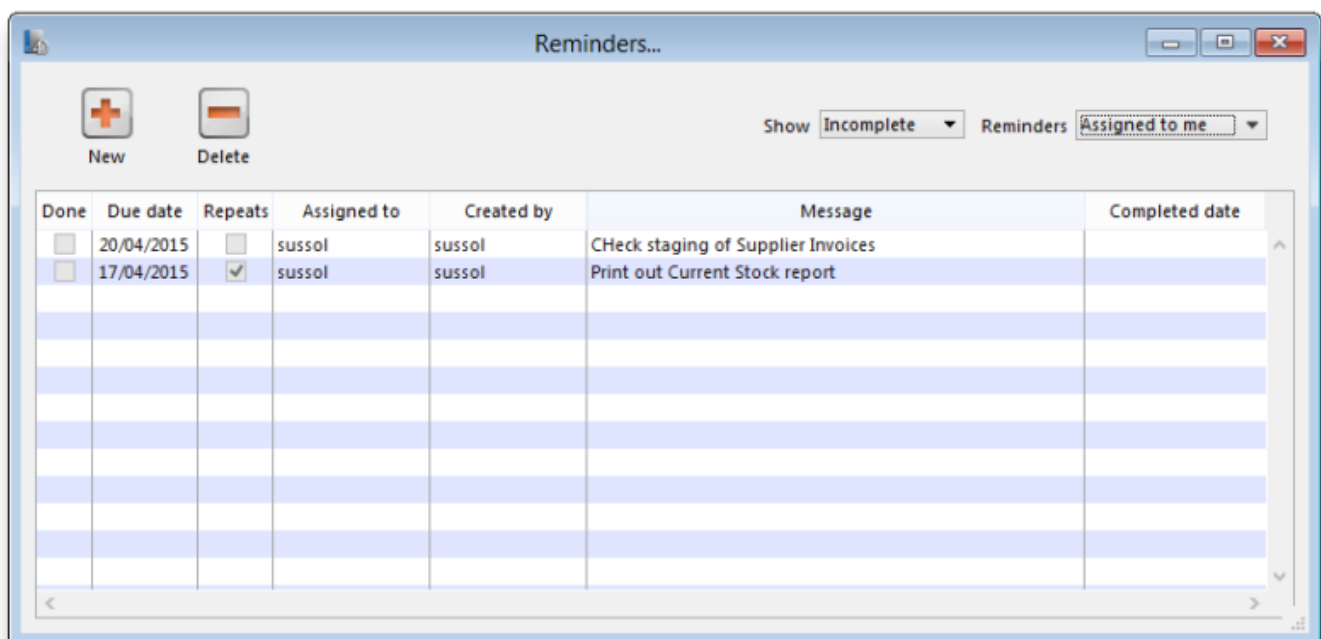 Reminders...
New Delete Show Incomplete Reminders Assigned to me
Done Due date Repeats Assigned to Created by Message Completed date
20/04/2015 sussol sussol CHeck staging of Supplier Invoices
17/04/2015 sussol sussol Print out Current Stock report